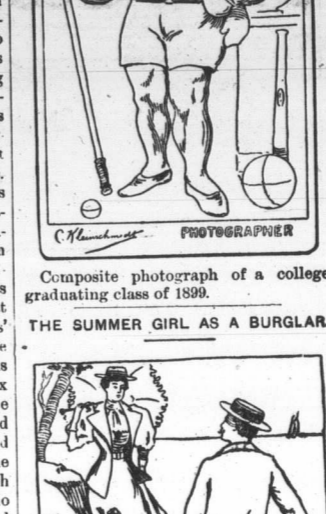 C. Kleinschmidt
PHOTOGRAPHER
Composite photograph of a college
graduating class of 1899.
THE SUMMER GIRL AS A BURGLAR